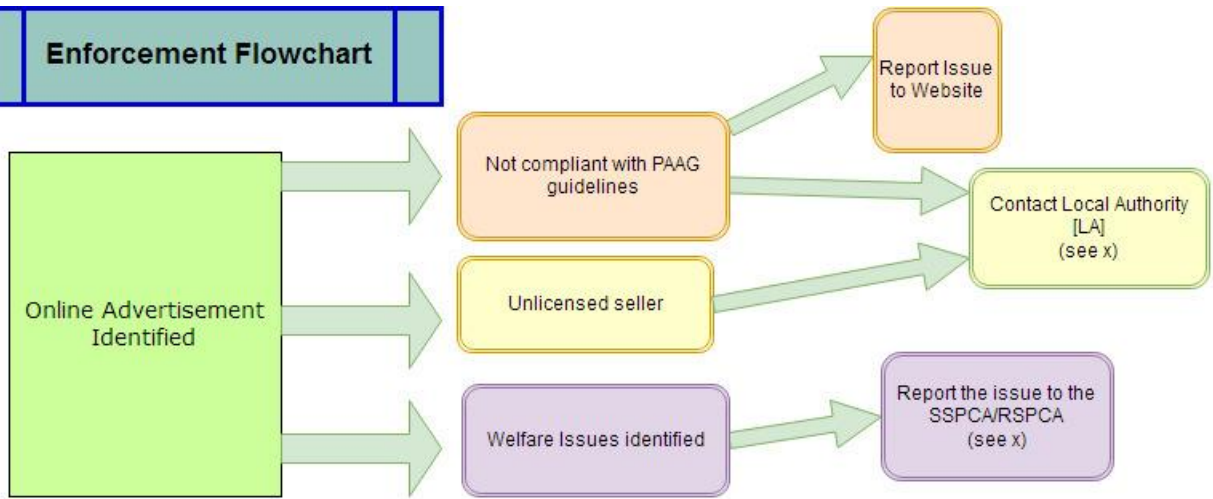 Enforcement Flowchart
Online Advertisement
Identified
Not compliant with PAAG
guidelines
Unlicensed seller
Welfare Issues identified
Report Issue
to Website
Contact Local Authority
[LA]
(see x)
Report the issue to the
SSPCA/RSPCA
(see x)